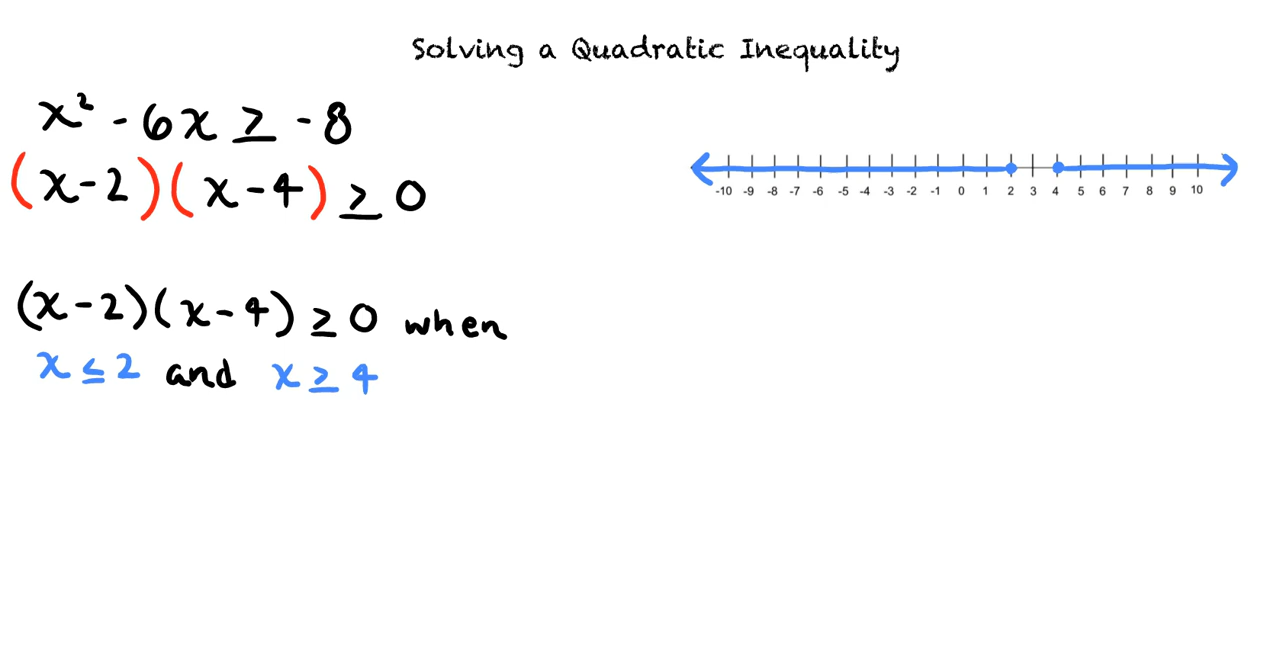 Solving a Quadratic Inequality
x² - 6x ≥ -8
(x-2)(x-4) ≥ 0
-10 -9 -8 -7 -6 -5 -4 -3 -2 -1 0 1 2 3 4 5 6 7 8 9 10
(x-2)(x-4) ≥ 0 when
x ≤ 2 and x ≥ 4